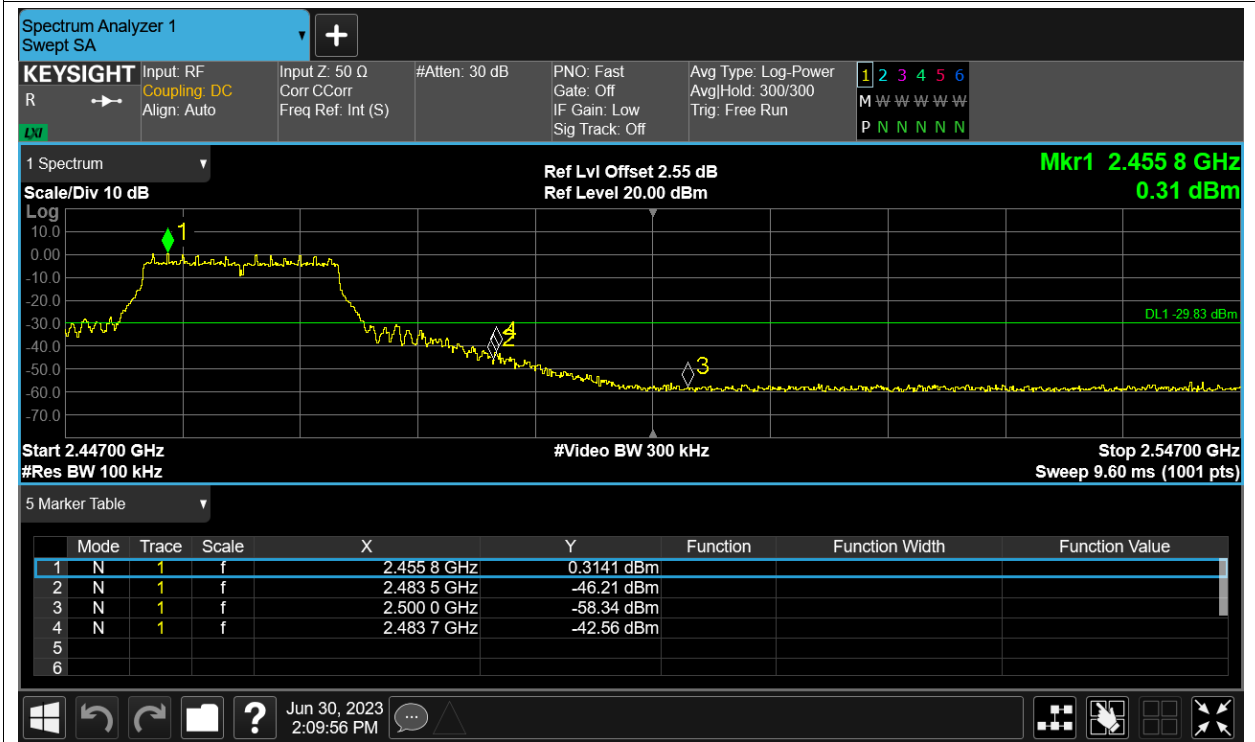 Spectrum Analyzer 1
Swept SA
+
KEYSIGHT
R
LXI
Input: RF
Coupling: DC
Align: Auto
Input Z: 50 Ω
Corr CCorr
Freq Ref: Int (S)
#Atten: 30 dB
PNO: Fast
Gate: Off
IF Gain: Low
Sig Track: Off
Avg Type: Log-Power
Avg|Hold: 300/300
Trig: Free Run
1 2 3 4 5 6
M W W W W W
P N N N N N
1 Spectrum
Scale/Div 10 dB
Ref Lvl Offset 2.55 dB
Ref Level 20.00 dBm
Mkr1 2.455 8 GHz
0.31 dBm
Log
10.0
0.00
-10.0
-20.0
-30.0
-40.0
-50.0
-60.0
-70.0
1
4
2
3
DL1 -29.83 dBm
Start 2.44700 GHz
#Video BW 300 kHz
Stop 2.54700 GHz
#Res BW 100 kHz
Sweep 9.60 ms (1001 pts)
5 Marker Table
Mode Trace Scale X Y Function Function Width Function Value
1 N 1 f 2.455 8 GHz 0.3141 dBm
2 N 1 f 2.483 5 GHz -46.21 dBm
3 N 1 f 2.500 0 GHz -58.34 dBm
4 N 1 f 2.483 7 GHz -42.56 dBm
5
6
?
Jun 30, 2023
2:09:56 PM